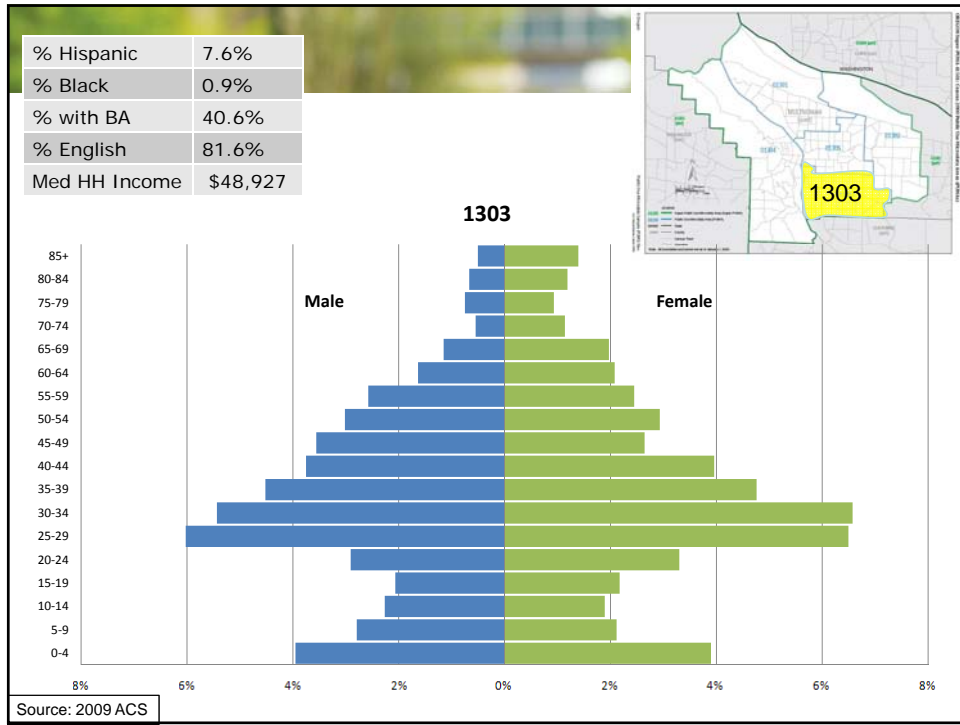 % Hispanic 7.6%
% Black 0.9%
% with BA 40.6%
% English 81.6%
Med HH Income $48,927
WASHINGTON
MULTNOMAH
1303
1303
Male
Female
85+
80-84
75-79
70-74
65-69
60-64
55-59
50-54
45-49
40-44
35-39
30-34
25-29
20-24
15-19
10-14
5-9
0-4
8% 6% 4% 2% 0% 2% 4% 6% 8%
Source: 2009 ACS